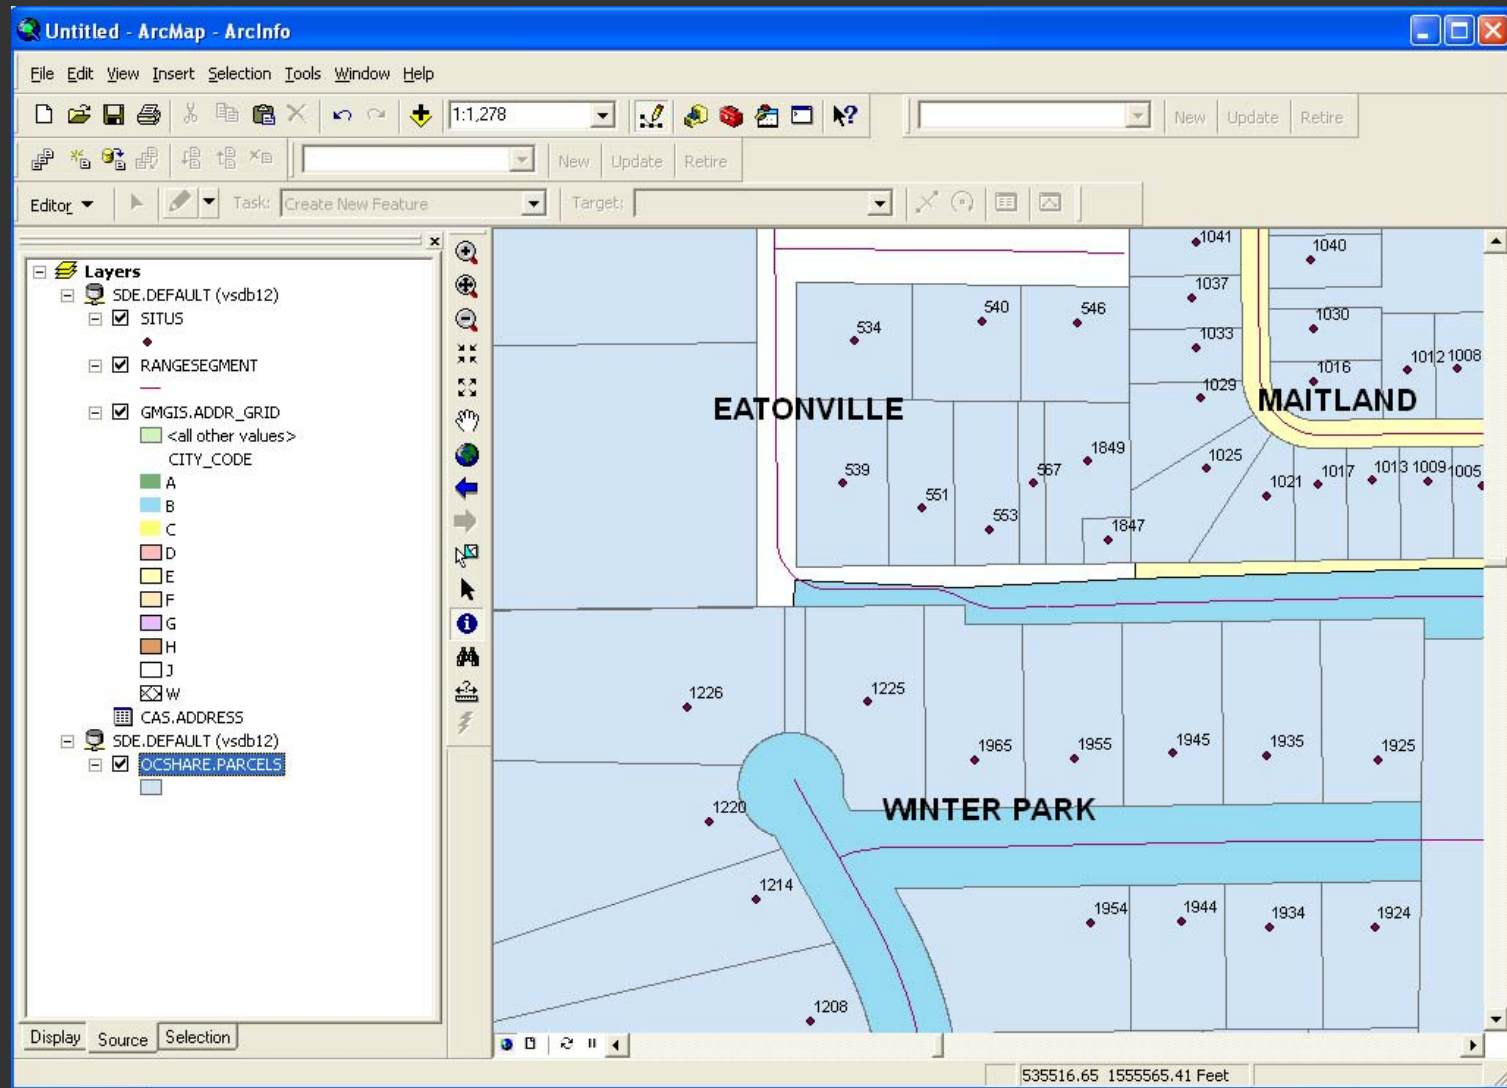 Untitled - ArcMap - ArcInfo
File Edit View Insert Selection Tools Window Help
1:1,278
New Update Retire
New Update Retire
Editor Task: Create New Feature Target:
Layers
SDE.DEFAULT (vsdb12)
SITUS
RANGESEGMENT
GMGIS.ADDR_GRID
<all other values>
CITY_CODE
A
B
C
D
E
F
G
H
J
W
CAS.ADDRESS
SDE.DEFAULT (vsdb12)
OCSHARE.PARCELS
Display Source Selection
1041
1040
1037
534
540
546
1030
1033
1012 1008
1016
1029
EATONVILLE
MAITLAND
1849
1025
539
567
1021
1017
1013 1009 1005
551
553
1847
1226
1225
1965
1955
1945
1935
1925
1220
WINTER PARK
1214
1954
1944
1934
1924
1208
535516.65 1555565.41 Feet